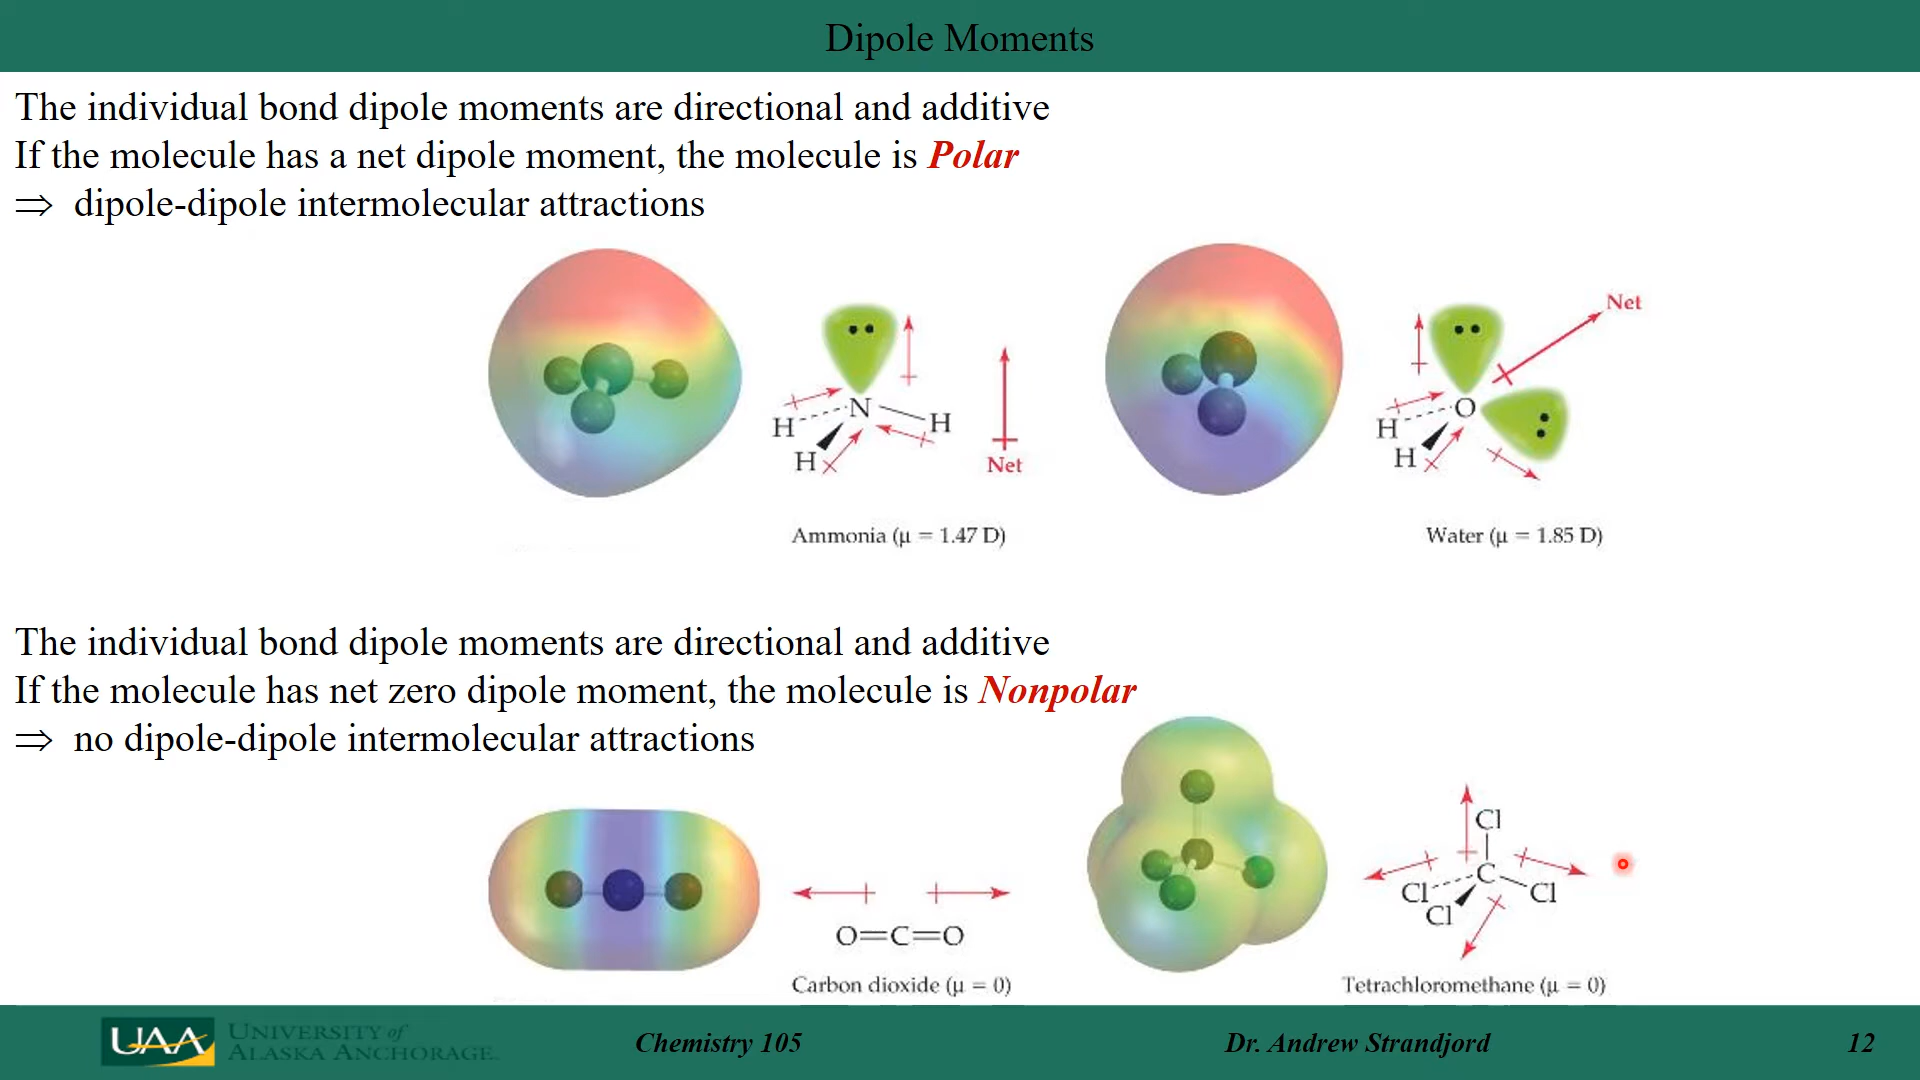 Dipole Moments
The individual bond dipole moments are directional and additive
If the molecule has a net dipole moment, the molecule is Polar
⇒ dipole-dipole intermolecular attractions
N
H
H
H
Net
Ammonia (μ = 1.47 D)
Net
O
H
H
Water (μ = 1.85 D)
The individual bond dipole moments are directional and additive
If the molecule has net zero dipole moment, the molecule is Nonpolar
⇒ no dipole-dipole intermolecular attractions
O=C=O
Carbon dioxide (μ = 0)
Cl
C
Cl
Cl
Cl
Tetrachloromethane (μ = 0)
UAA
UNIVERSITY of
ALASKA ANCHORAGE.
Chemistry 105
Dr. Andrew Strandjord
12